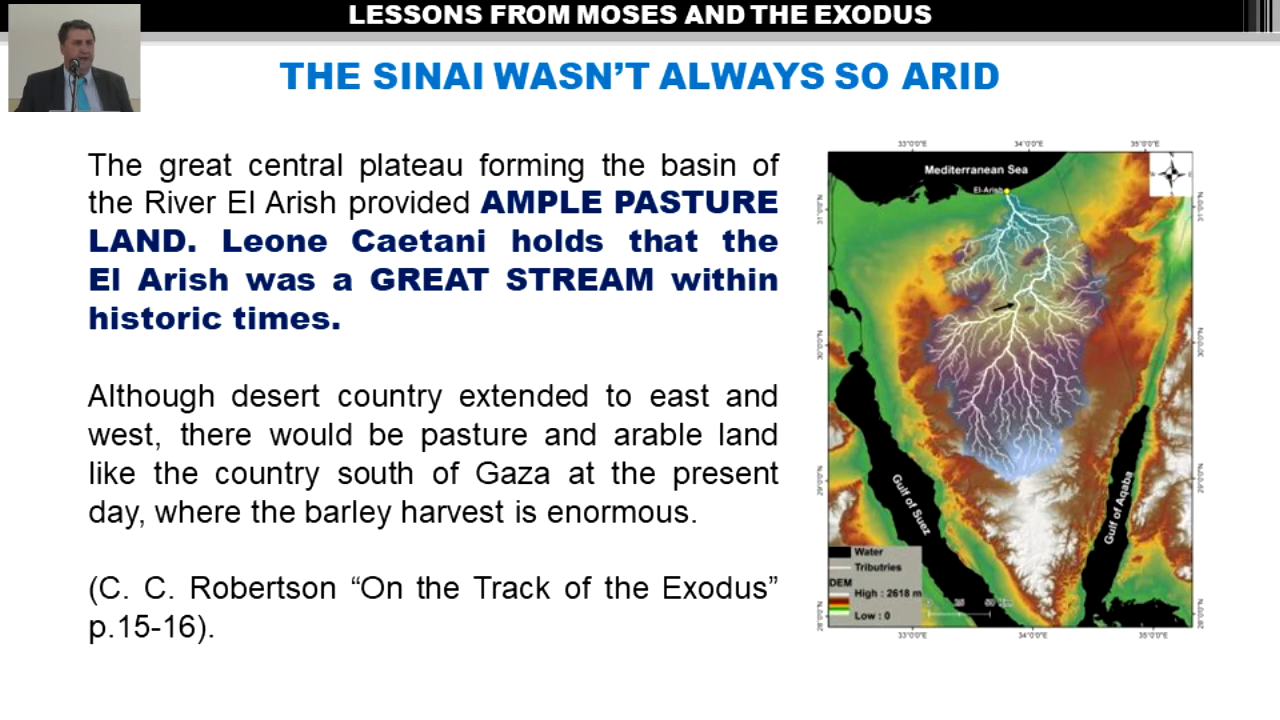 LESSONS FROM MOSES AND THE EXODUS
THE SINAI WASN’T ALWAYS SO ARID
The great central plateau forming the basin of
the River El Arish provided AMPLE PASTURE
LAND. Leone Caetani holds that the
El Arish was a GREAT STREAM within
historic times.
Although desert country extended to east and
west, there would be pasture and arable land
like the country south of Gaza at the present
day, where the barley harvest is enormous.
(C. C. Robertson “On the Track of the Exodus”
p.15-16).
33°0'0"E 34°0'0"E 35°0'0"E
Mediterranean Sea
El-Arish
Gulf of Suez
Gulf of Aqaba
Water
Tributries
DEM
High : 2618 m
Low : 0
33°0'0"E 34°0'0"E 35°0'0"E